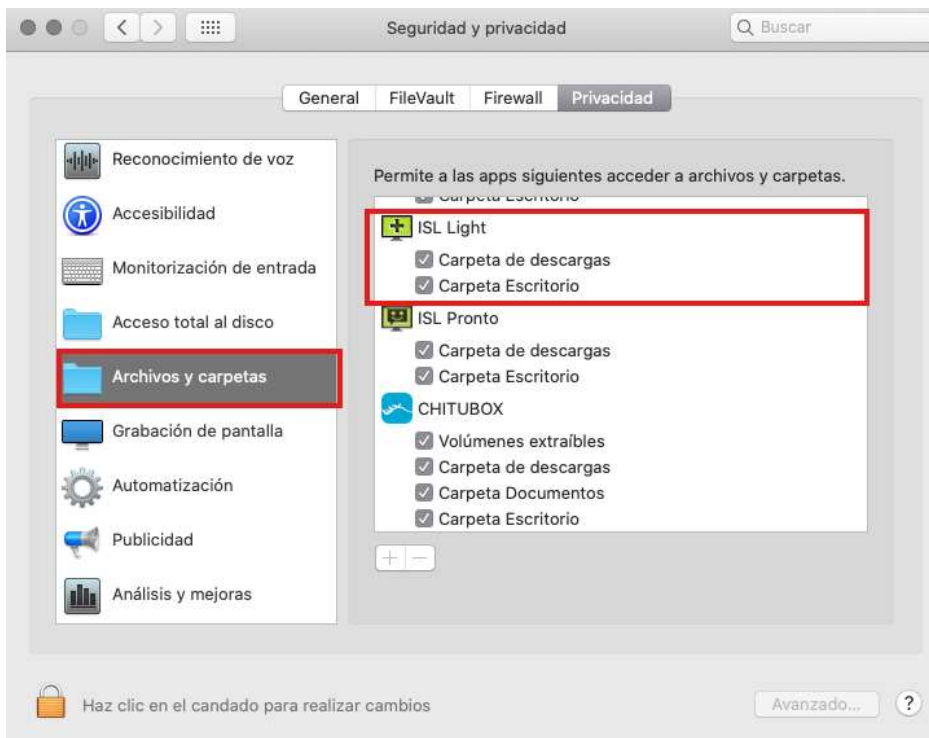 Seguridad y privacidad
Buscar
General FileVault Firewall Privacidad
Reconocimiento de voz
Accesibilidad
Monitorización de entrada
Acceso total al disco
Archivos y carpetas
Grabación de pantalla
Automatización
Publicidad
Análisis y mejoras
Permite a las apps siguientes acceder a archivos y carpetas.
Carpeta Escritorio
ISL Light
Carpeta de descargas
Carpeta Escritorio
ISL Pronto
Carpeta de descargas
Carpeta Escritorio
CHITUBOX
Volúmenes extraíbles
Carpeta de descargas
Carpeta Documentos
Carpeta Escritorio
Haz clic en el candado para realizar cambios
Avanzado... ?